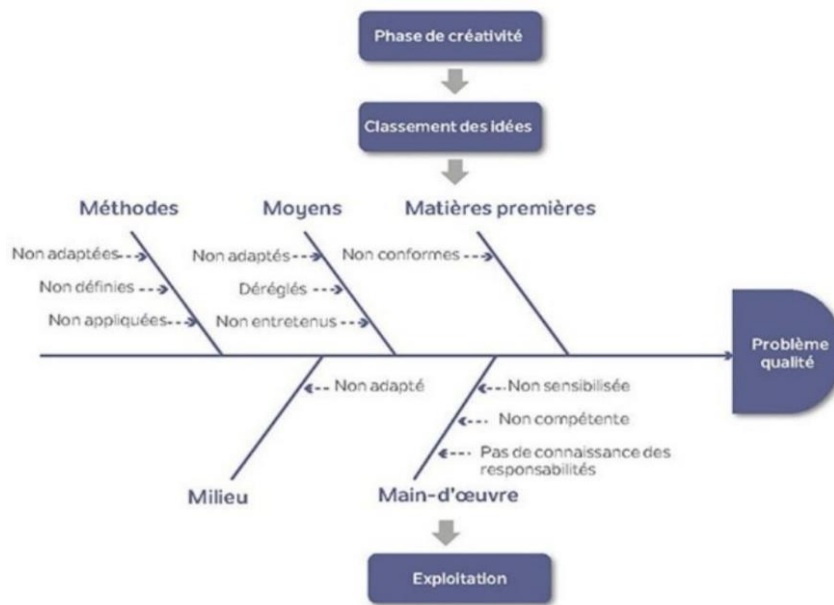 Phase de créativité
Classement des idées
Méthodes
Moyens
Matières premières
Non adaptées
Non définies
Non appliquées
Non adaptés
Déréglés
Non entretenus
Non conformes
Problème
qualité
Non adapté
Non sensibilisée
Non compétente
Pas de connaissance des
responsabilités
Milieu
Main-d'œuvre
Exploitation